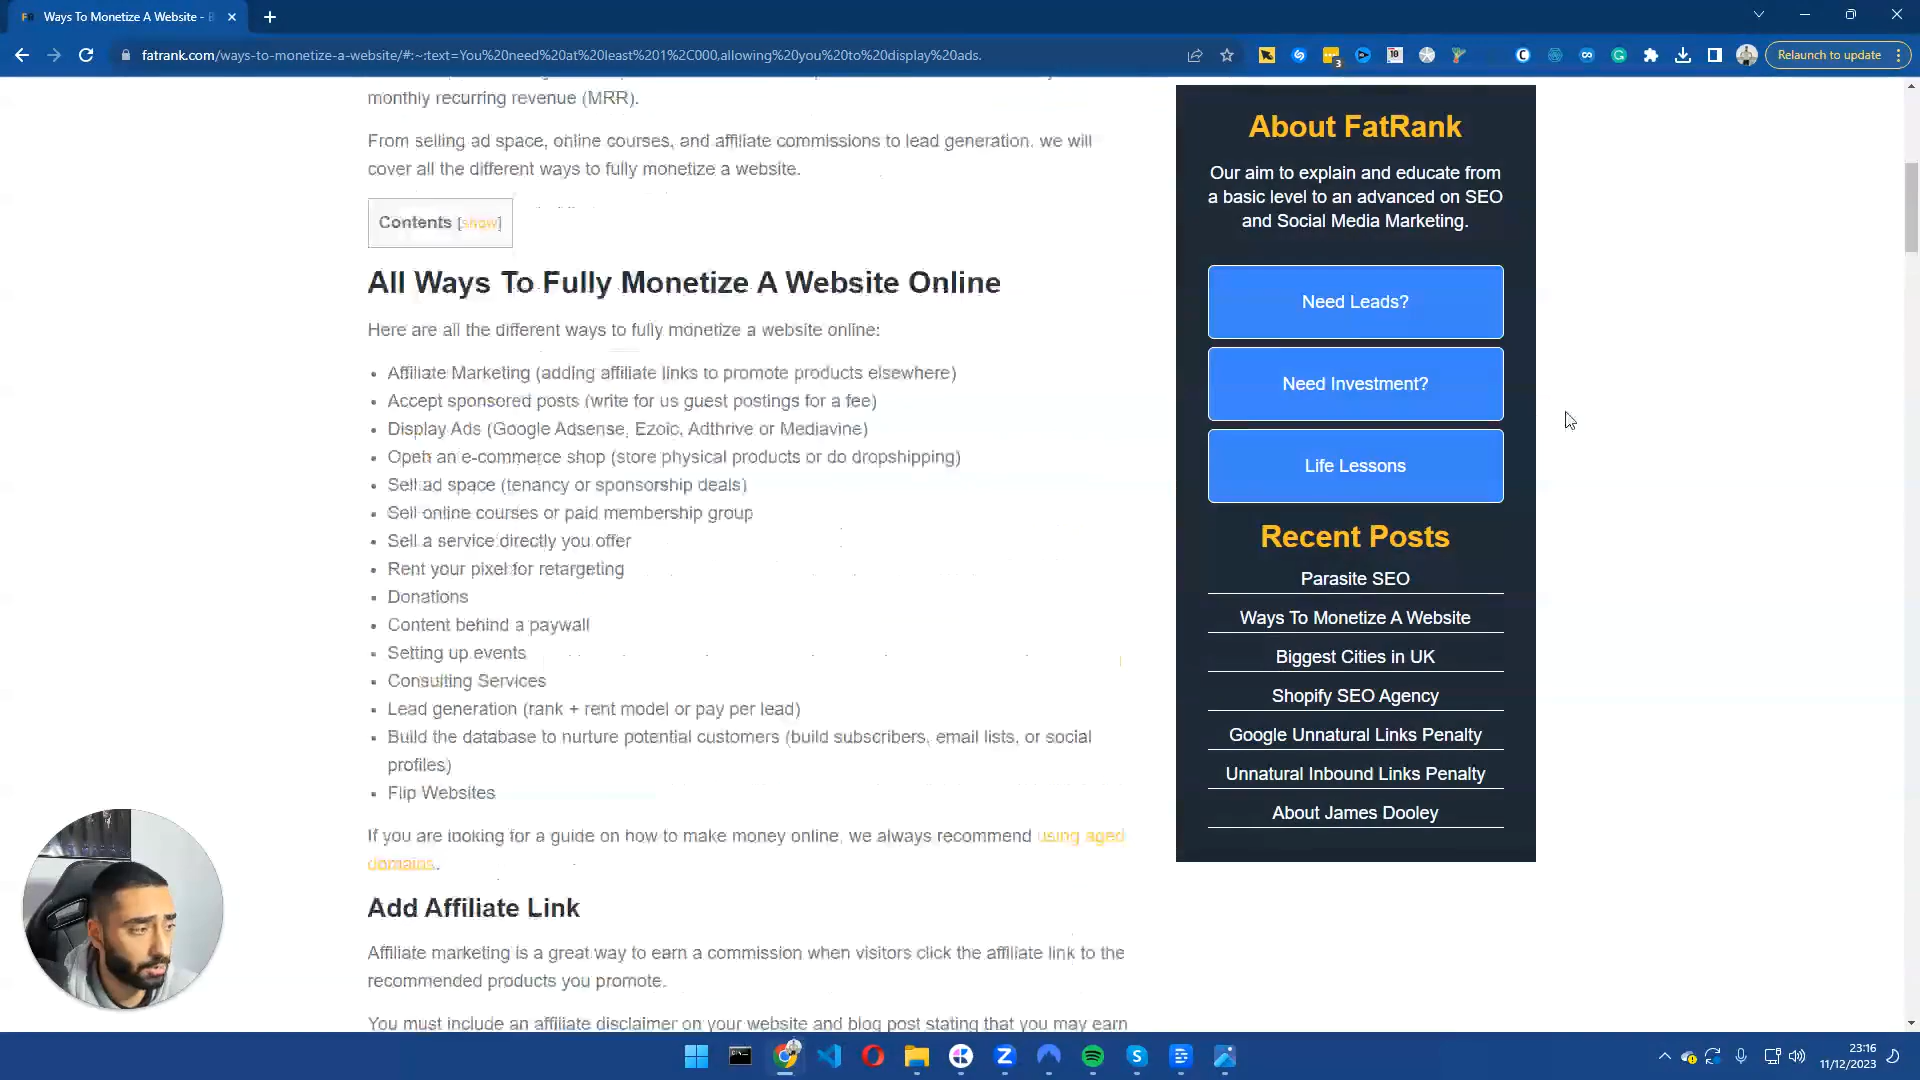 Ways To Monetize A Website -
fatrank.com/ways-to-monetize-a-website/#:~:text=You%20need%20at%20least%201%2C000,allowing%20you%20to%20display%20ads.
3
10
Relaunch to update
monthly recurring revenue (MRR).
From selling ad space, online courses, and affiliate commissions to lead generation, we will
cover all the different ways to fully monetize a website.
Contents [show]
All Ways To Fully Monetize A Website Online
Here are all the different ways to fully monetize a website online:
• Affiliate Marketing (adding affiliate links to promote products elsewhere)
• Accept sponsored posts (write for us guest postings for a fee)
• Display Ads (Google Adsense, Ezoic, Adthrive or Mediavine)
• Open an e-commerce shop (store physical products or do dropshipping)
• Sell ad space (tenancy or sponsorship deals)
• Sell online courses or paid membership group
• Sell a service directly you offer
• Rent your pixel for retargeting
• Donations
• Content behind a paywall
• Setting up events
• Consulting Services
• Lead generation (rank + rent model or pay per lead)
• Build the database to nurture potential customers (build subscribers, email lists, or social
profiles)
• Flip Websites
If you are looking for a guide on how to make money online, we always recommend using aged
domains.
Add Affiliate Link
Affiliate marketing is a great way to earn a commission when visitors click the affiliate link to the
recommended products you promote.
You must include an affiliate disclaimer on your website and blog post stating that you may earn
About FatRank
Our aim to explain and educate from
a basic level to an advanced on SEO
and Social Media Marketing.
Need Leads?
Need Investment?
Life Lessons
Recent Posts
Parasite SEO
Ways To Monetize A Website
Biggest Cities in UK
Shopify SEO Agency
Google Unnatural Links Penalty
Unnatural Inbound Links Penalty
About James Dooley
23:16
11/12/2023